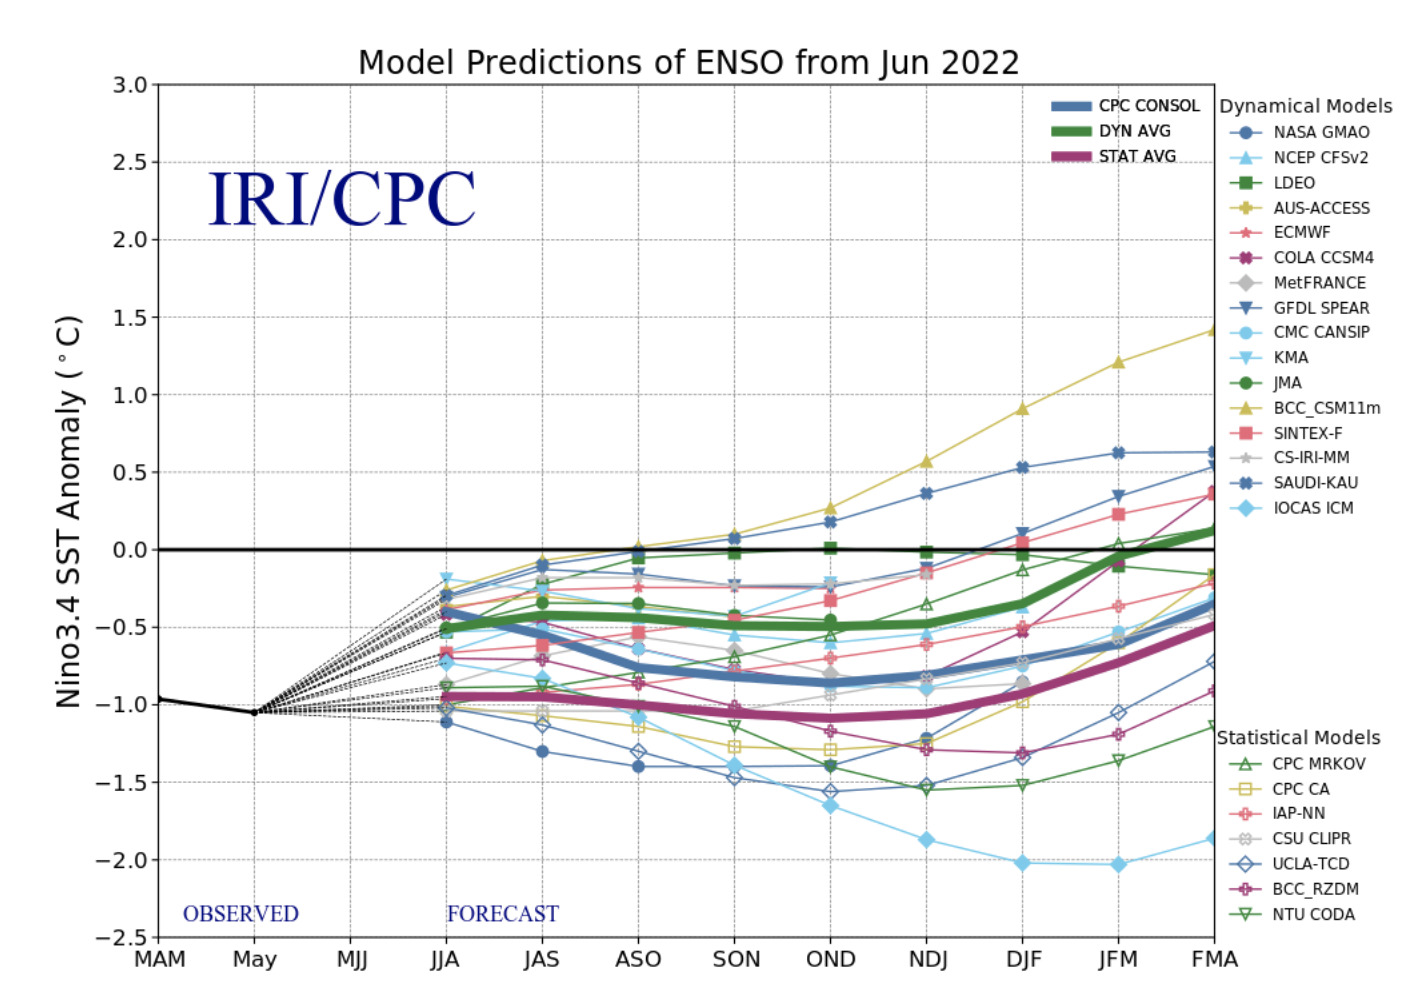 Model Predictions of ENSO from Jun 2022
3.0
2.5
2.0
1.5
1.0
0.5
0.0
−0.5
−1.0
−1.5
−2.0
−2.5
Nino3.4 SST Anomaly (°C)
IRI/CPC
CPC CONSOL
DYN AVG
STAT AVG
Dynamical Models
NASA GMAO
NCEP CFSv2
LDEO
AUS-ACCESS
ECMWF
COLA CCSM4
MetFRANCE
GFDL SPEAR
CMC CANSIP
KMA
JMA
BCC_CSM11m
SINTEX-F
CS-IRI-MM
SAUDI-KAU
IOCAS ICM
Statistical Models
CPC MRKOV
CPC CA
IAP-NN
CSU CLIPR
UCLA-TCD
BCC_RZDM
NTU CODA
OBSERVED FORECAST
MAM May MJJ JJA JAS ASO SON OND NDJ DJF JFM FMA